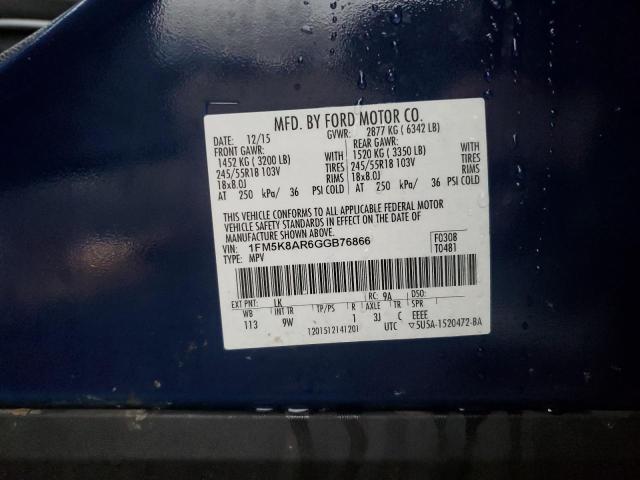 MFD. BY FORD MOTOR CO.
DATE: 12/15 GVWR: 2877 KG ( 6342 LB)
FRONT GAWR: REAR GAWR:
1452 KG ( 3200 LB) WITH 1520 KG ( 3350 LB) WITH
245/55R18 103V TIRES 245/55R18 103V TIRES
18x8.0J RIMS 18x8.0J RIMS
AT 250 kPa/ 36 PSI COLD AT 250 kPa/ 36 PSI COLD
THIS VEHICLE CONFORMS TO ALL APPLICABLE FEDERAL MOTOR
VEHICLE SAFETY STANDARDS IN EFFECT ON THE DATE OF
MANUFACTURE SHOWN ABOVE.
VIN: 1FM5K8AR6GGB76866 F0308
TYPE: MPV T0481
EXT PNT: LK RC: 9A DSO:
WB INT TR TP/PS R AXLE TR SPR
113 9W 1 3J C EEEE
1201512141201 UTC ▽5U5A-1520472-BA